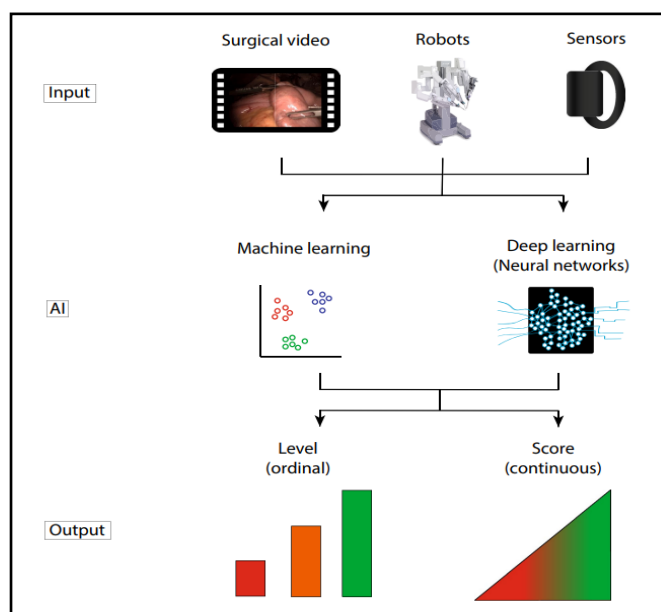 Surgical video
Robots
Sensors
Input
Machine learning
Deep learning
(Neural networks)
AI
Level
(ordinal)
Score
(continuous)
Output